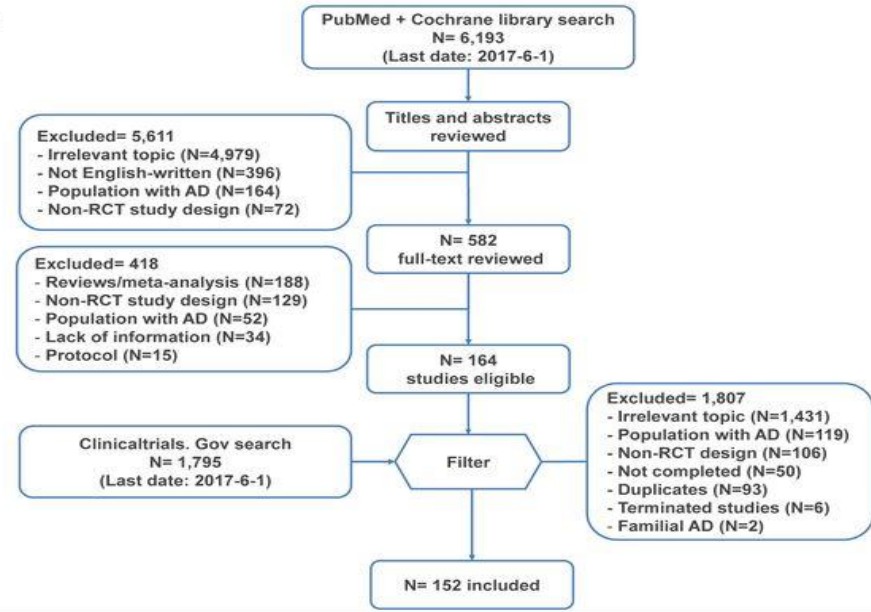 PubMed + Cochrane library search
N= 6,193
(Last date: 2017-6-1)
Titles and abstracts
reviewed
Excluded= 5,611
- Irrelevant topic (N=4,979)
- Not English-written (N=396)
- Population with AD (N=164)
- Non-RCT study design (N=72)
N= 582
full-text reviewed
Excluded= 418
- Reviews/meta-analysis (N=188)
- Non-RCT study design (N=129)
- Population with AD (N=52)
- Lack of information (N=34)
- Protocol (N=15)
N= 164
studies eligible
Clinicaltrials. Gov search
N= 1,795
(Last date: 2017-6-1)
Filter
Excluded= 1,807
- Irrelevant topic (N=1,431)
- Population with AD (N=119)
- Non-RCT design (N=106)
- Not completed (N=50)
- Duplicates (N=93)
- Terminated studies (N=6)
- Familial AD (N=2)
N= 152 included